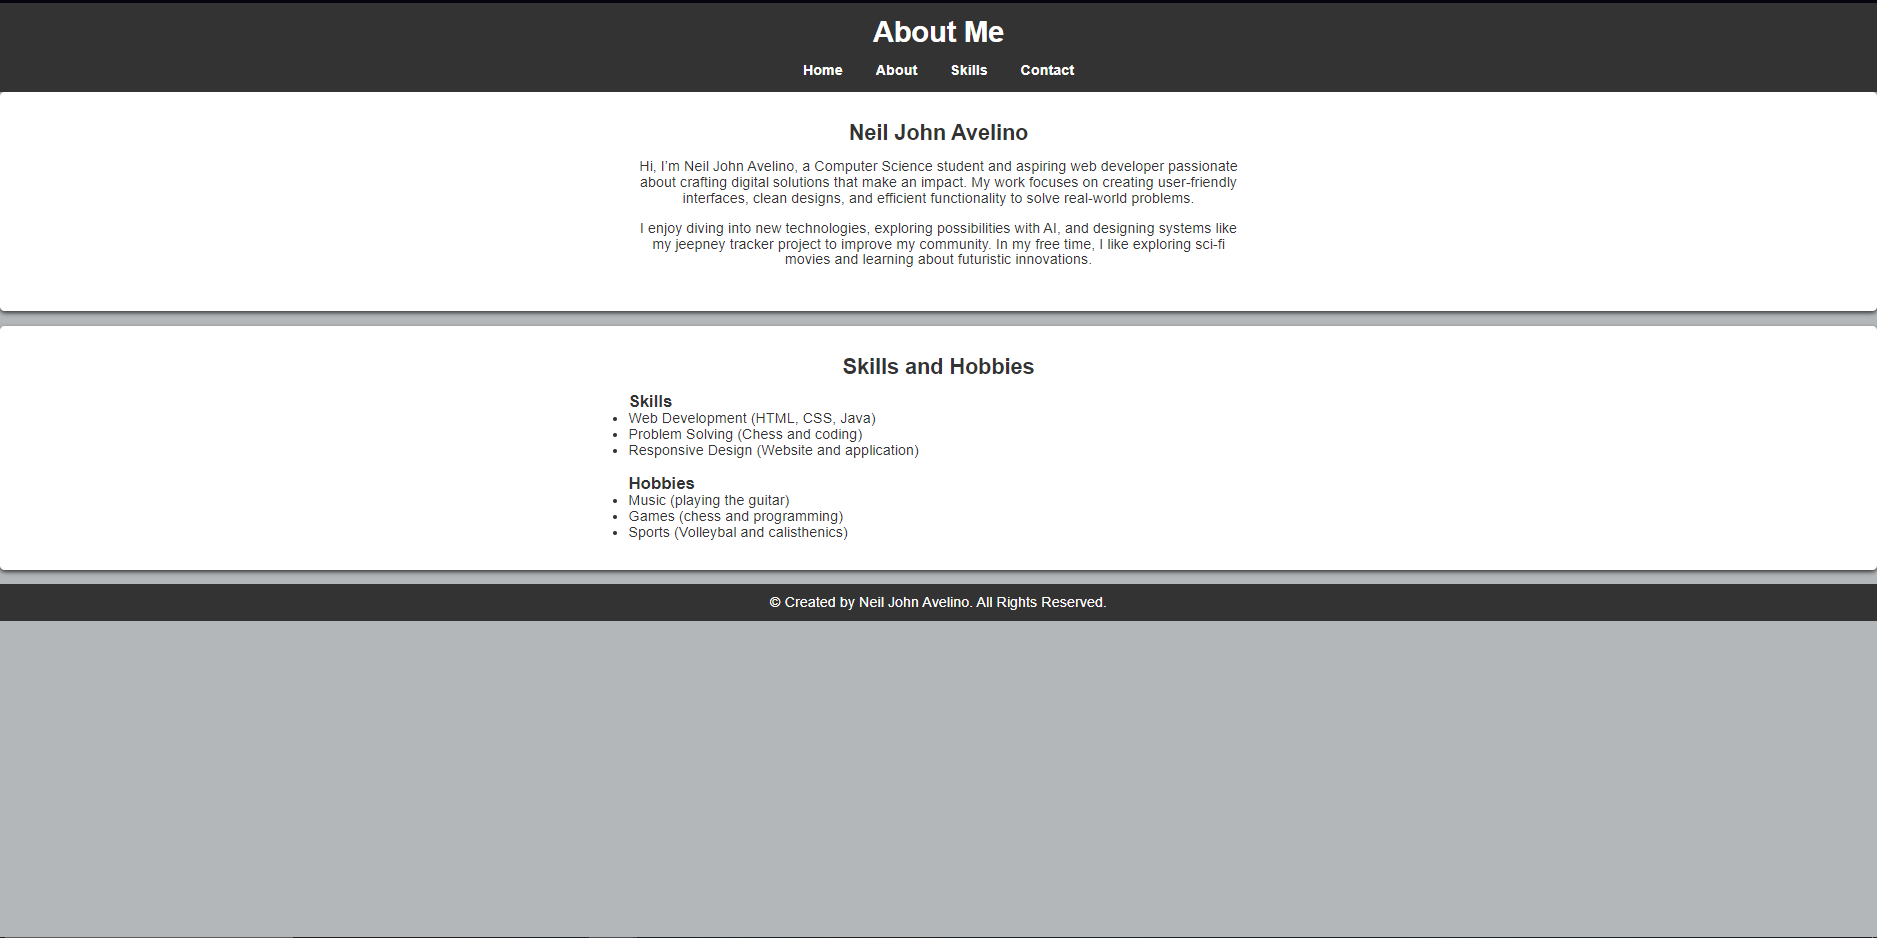 About Me
Home About Skills Contact
Neil John Avelino
Hi, I’m Neil John Avelino, a Computer Science student and aspiring web developer passionate
about crafting digital solutions that make an impact. My work focuses on creating user-friendly
interfaces, clean designs, and efficient functionality to solve real-world problems.
I enjoy diving into new technologies, exploring possibilities with AI, and designing systems like
my jeepney tracker project to improve my community. In my free time, I like exploring sci-fi
movies and learning about futuristic innovations.
Skills and Hobbies
Skills
• Web Development (HTML, CSS, Java)
• Problem Solving (Chess and coding)
• Responsive Design (Website and application)
Hobbies
• Music (playing the guitar)
• Games (chess and programming)
• Sports (Volleybal and calisthenics)
© Created by Neil John Avelino. All Rights Reserved.